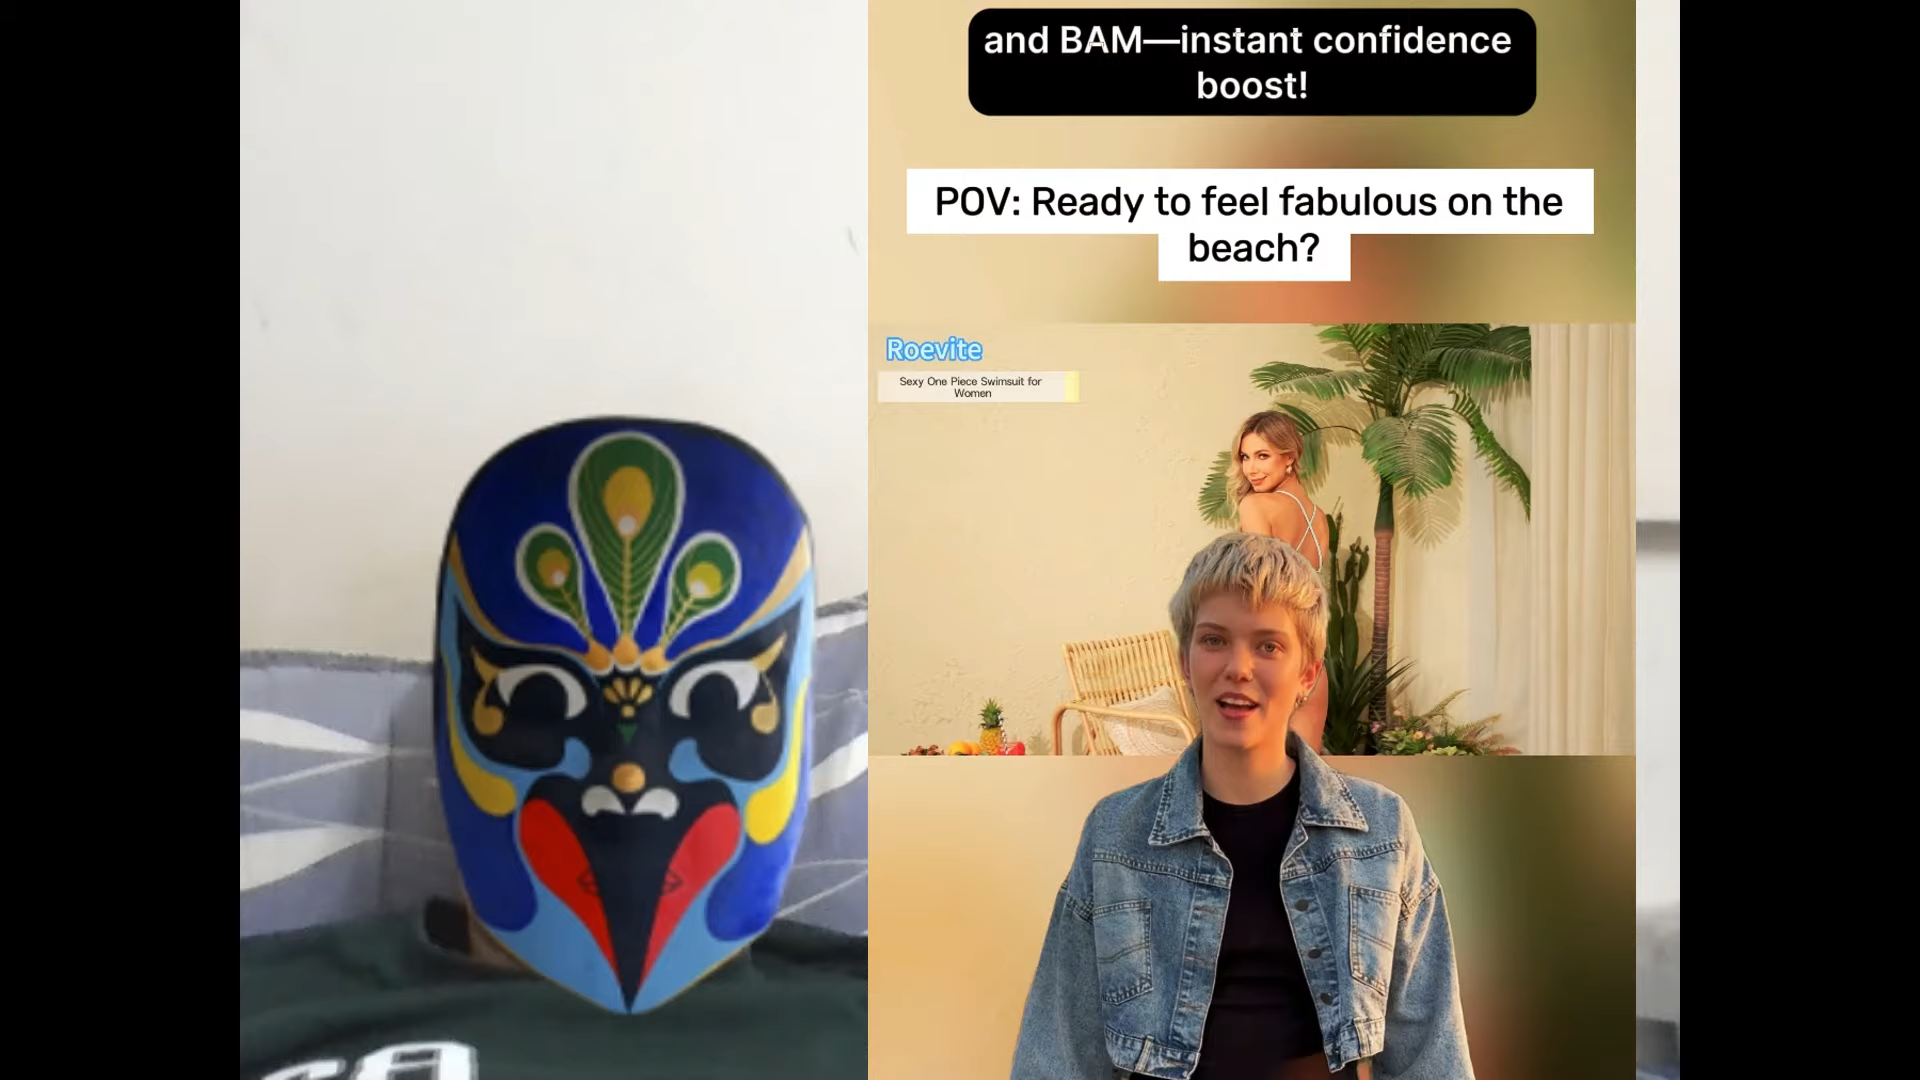 and BAM—instant confidence
boost!
POV: Ready to feel fabulous on the
beach?
Roevite
Sexy One Piece Swimsuit for
Women